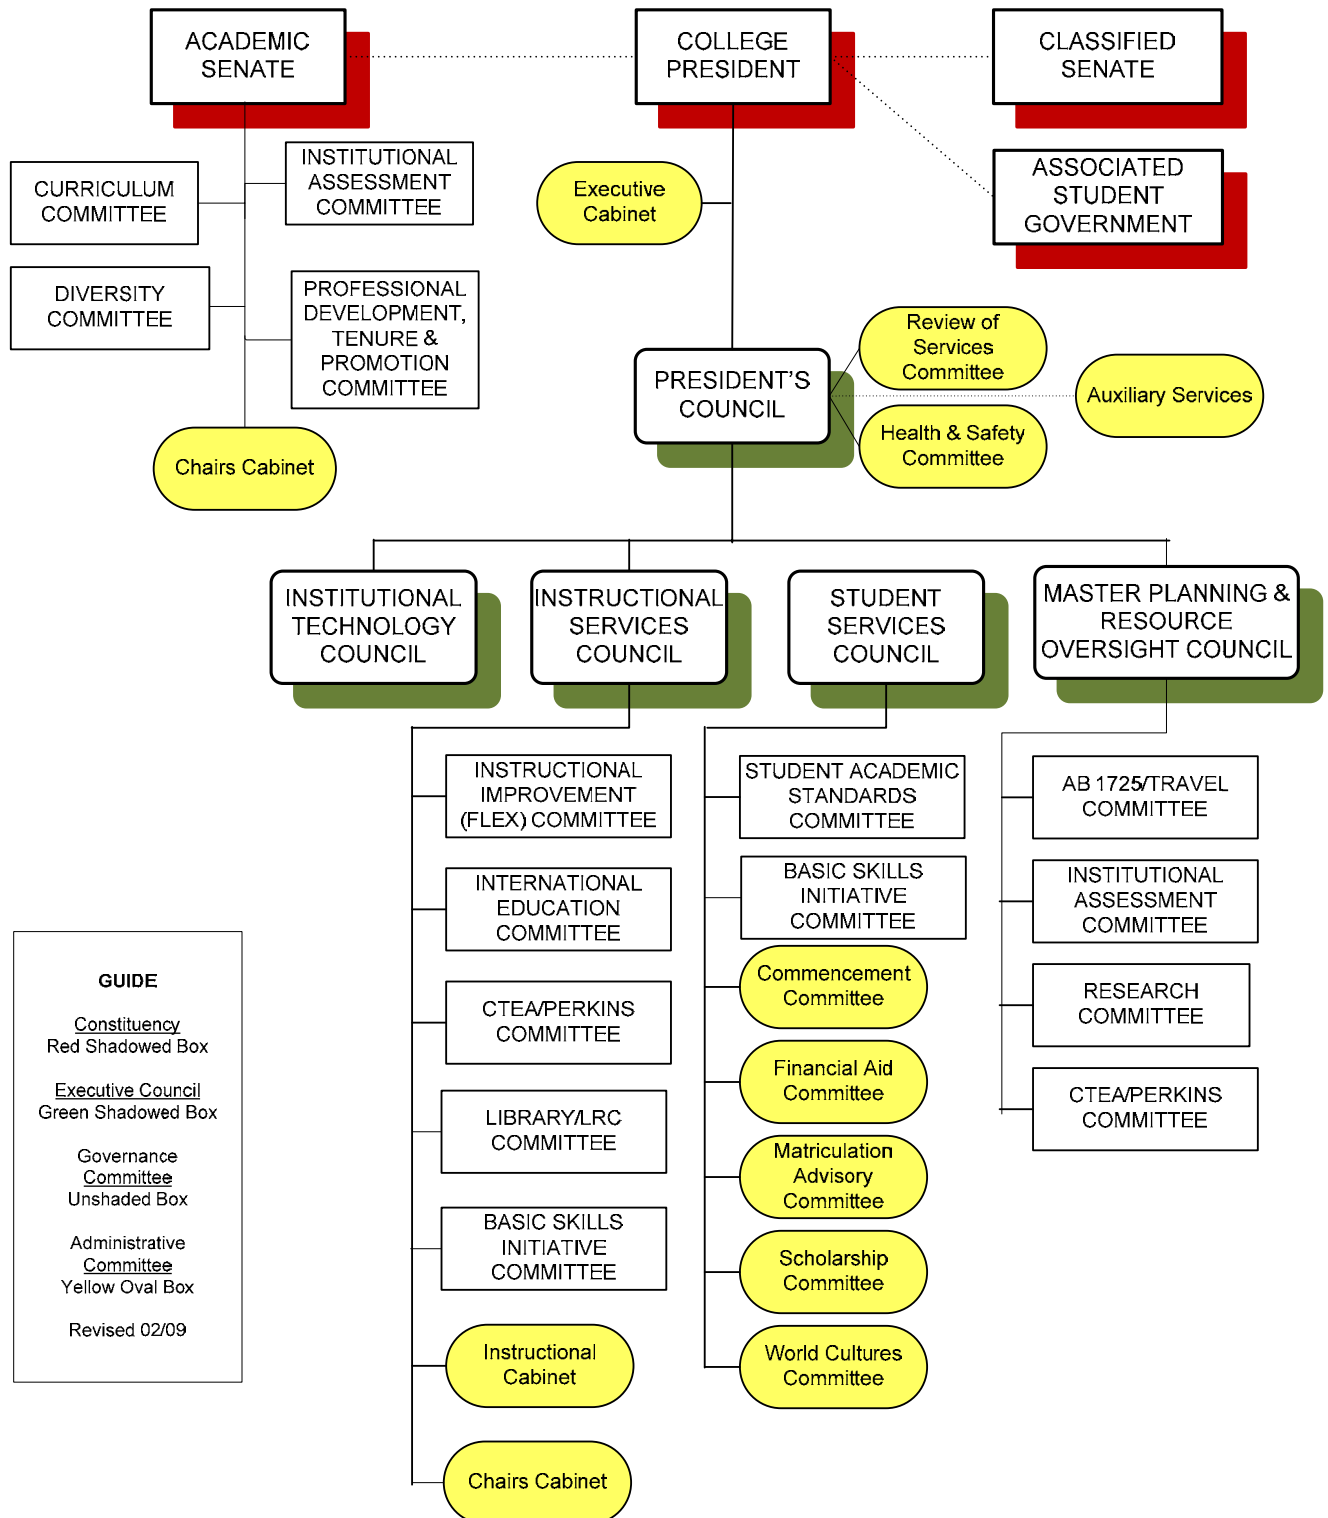 ACADEMIC
SENATE
COLLEGE
PRESIDENT
CLASSIFIED
SENATE
ASSOCIATED
STUDENT
GOVERNMENT
CURRICULUM
COMMITTEE
INSTITUTIONAL
ASSESSMENT
COMMITTEE
Executive
Cabinet
DIVERSITY
COMMITTEE
PROFESSIONAL
DEVELOPMENT,
TENURE &
PROMOTION
COMMITTEE
Chairs Cabinet
PRESIDENT'S
COUNCIL
Review of
Services
Committee
Auxiliary Services
Health & Safety
Committee
INSTITUTIONAL
TECHNOLOGY
COUNCIL
INSTRUCTIONAL
SERVICES
COUNCIL
STUDENT
SERVICES
COUNCIL
MASTER PLANNING &
RESOURCE
OVERSIGHT COUNCIL
INSTRUCTIONAL
IMPROVEMENT
(FLEX) COMMITTEE
INTERNATIONAL
EDUCATION
COMMITTEE
CTEA/PERKINS
COMMITTEE
LIBRARY/LRC
COMMITTEE
BASIC SKILLS
INITIATIVE
COMMITTEE
Instructional
Cabinet
Chairs Cabinet
STUDENT ACADEMIC
STANDARDS
COMMITTEE
BASIC SKILLS
INITIATIVE
COMMITTEE
Commencement
Committee
Financial Aid
Committee
Matriculation
Advisory
Committee
Scholarship
Committee
World Cultures
Committee
AB 1725/TRAVEL
COMMITTEE
INSTITUTIONAL
ASSESSMENT
COMMITTEE
RESEARCH
COMMITTEE
CTEA/PERKINS
COMMITTEE
GUIDE
Constituency
Red Shadowed Box
Executive Council
Green Shadowed Box
Governance
Committee
Unshaded Box
Administrative
Committee
Yellow Oval Box
Revised 02/09